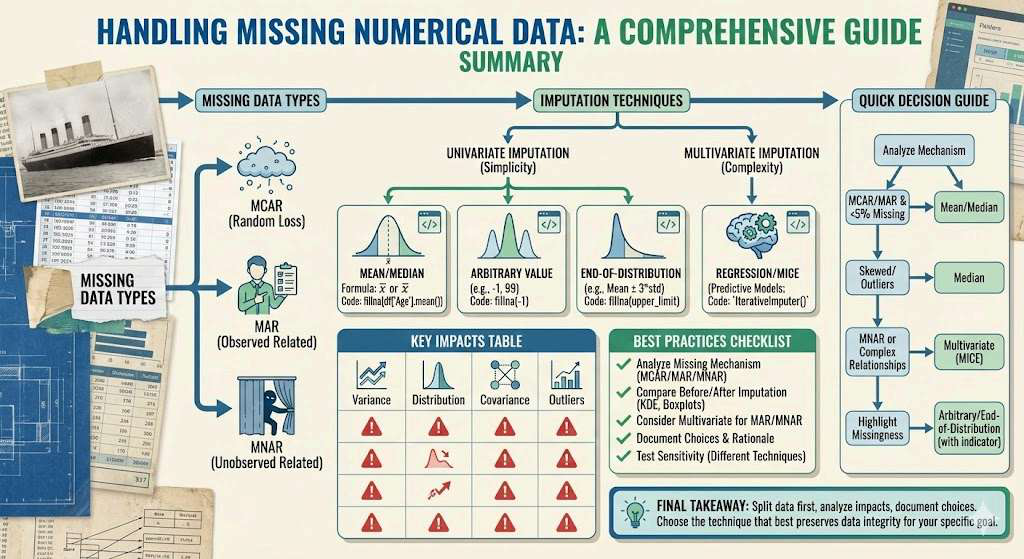 HANDLING MISSING NUMERICAL DATA: A COMPREHENSIVE GUIDE
SUMMARY
MISSING DATA TYPES
IMPUTATION TECHNIQUES
QUICK DECISION GUIDE
MISSING
DATA TYPES
MCAR
(Random Loss)
MAR
(Observed Related)
MNAR
(Unobserved Related)
UNIVARIATE IMPUTATION
(Simplicity)
MULTIVARIATE IMPUTATION
(Complexity)
</>
x̄
MEAN/MEDIAN
Formula: x̄ or x̄
Code: fillna(df['Age'].mean())
</>
ARBITRARY VALUE
(e.g., -1, 99)
Code: fillna(-1)
</>
END-OF-DISTRIBUTION
(e.g., Mean ± 3*std)
Code: fillna(upper_limit)
</>
REGRESSION/MICE
(Predictive Models;
Code: 'IterativeImputer()'
KEY IMPACTS TABLE
Variance
Distribution
Covariance
Outliers
BEST PRACTICES CHECKLIST
Analyze Missing Mechanism
(MCAR/MAR/MNAR)
Compare Before/After Imputation
(KDE, Boxplots)
Consider Multivariate for MAR/MNAR
Document Choices & Rationale
Test Sensitivity (Different Techniques)
Analyze Mechanism
MCAR/MAR &
<5% Missing
Mean/Median
Skewed/
Outliers
Median
MNAR or
Complex
Relationships
Multivariate
(MICE)
Highlight
Missingness
Arbitrary/End-
of-Distribution
(with indicator)
FINAL TAKEAWAY: Split data first, analyze impacts, document choices.
Choose the technique that best preserves data integrity for your specific goal.